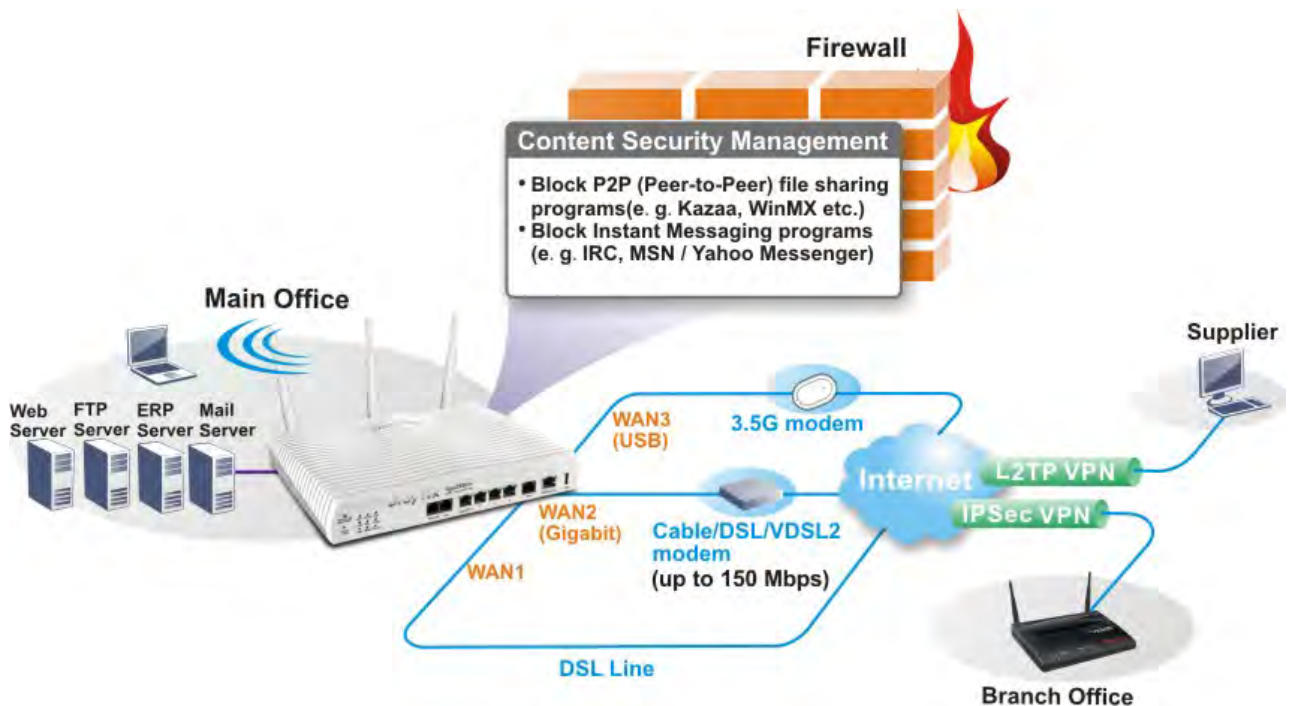 Firewall
Content Security Management
• Block P2P (Peer-to-Peer) file sharing
programs(e. g. Kazaa, WinMX etc.)
• Block Instant Messaging programs
(e. g. IRC, MSN / Yahoo Messenger)
Main Office
Web
Server
FTP
Server
ERP
Server
Mail
Server
WAN3
(USB)
3.5G modem
Supplier
Internet
L2TP VPN
IPSec VPN
WAN2
(Gigabit)
Cable/DSL/VDSL2
modem
(up to 150 Mbps)
WAN1
DSL Line
Branch Office